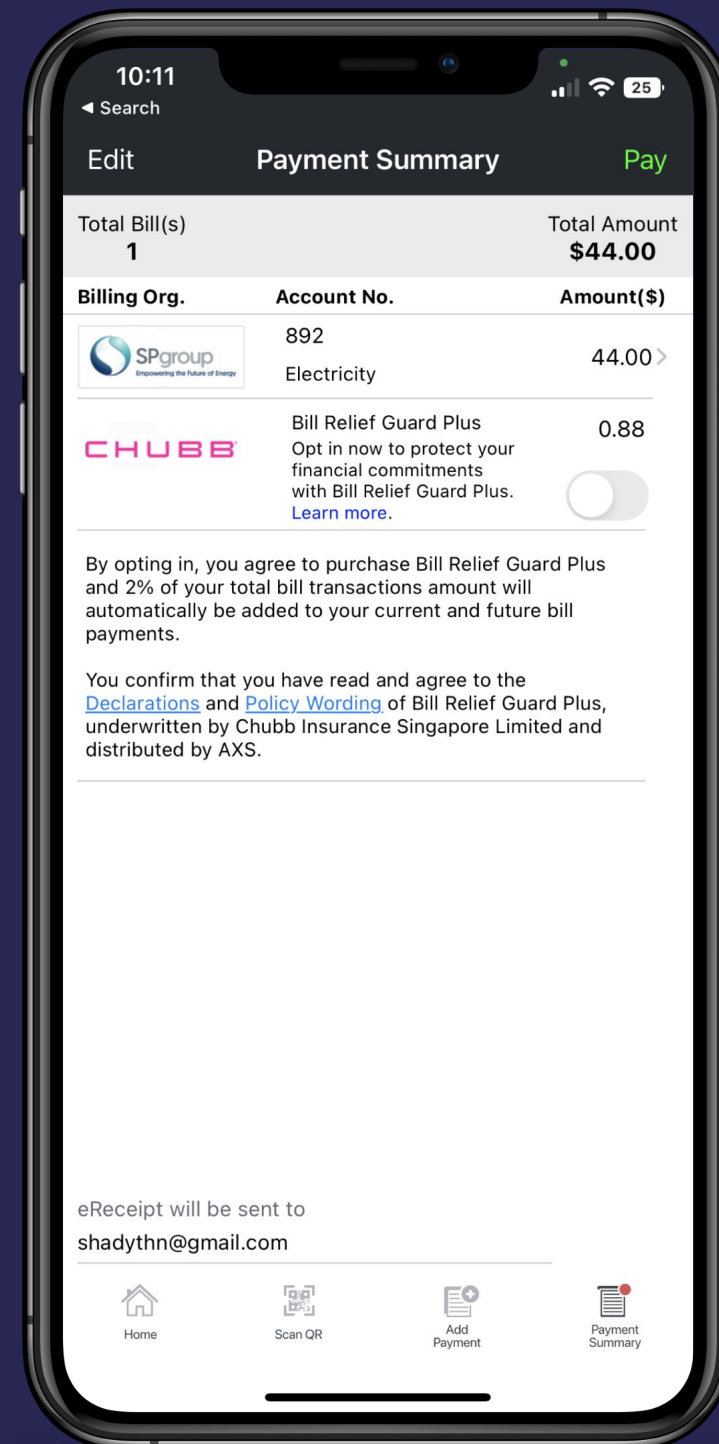 10:11
◀ Search
25
Edit
Payment Summary
Pay
Total Bill(s)
Total Amount
1
$44.00
Billing Org.
Account No.
Amount($)
SPgroup
Empowering the Future of Energy
892
Electricity
44.00 >
CHUBB
Bill Relief Guard Plus
0.88
Opt in now to protect your
financial commitments
with Bill Relief Guard Plus.
Learn more.
By opting in, you agree to purchase Bill Relief Guard Plus
and 2% of your total bill transactions amount will
automatically be added to your current and future bill
payments.
You confirm that you have read and agree to the
Declarations and Policy Wording of Bill Relief Guard Plus,
underwritten by Chubb Insurance Singapore Limited and
distributed by AXS.
eReceipt will be sent to
shadythn@gmail.com
Home
Scan QR
Add
Payment
Payment
Summary